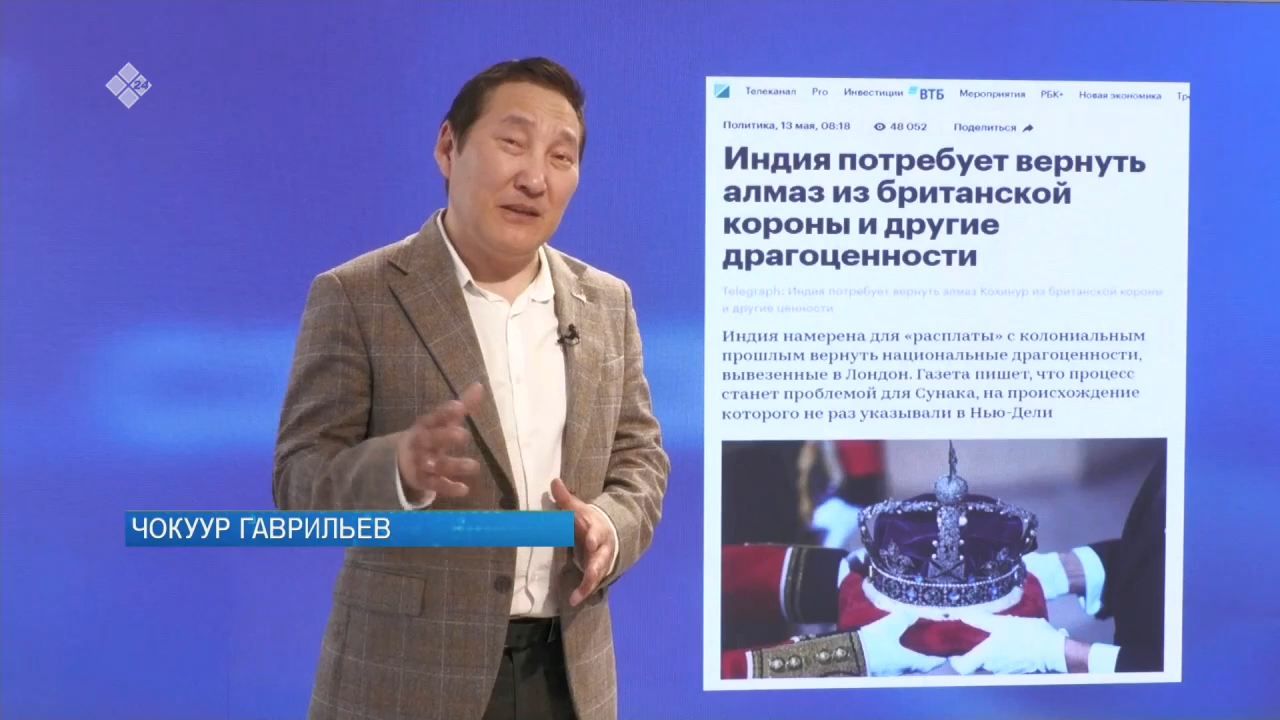 24
Телеканал Pro Инвестиции ВТБ Мероприятия РБК+ Новая экономика
Политика, 13 мая, 08:18 48 052 Поделиться
Индия потребует вернуть
алмаз из британской
короны и другие
драгоценности
Telegraph: Индия потребует вернуть алмаз Кохинур из британской короны
и другие ценности
Индия намерена для «расплаты» с колониальным
прошлым вернуть национальные драгоценности,
вывезенные в Лондон. Газета пишет, что процесс
станет проблемой для Сунака, на происхождение
которого не раз указывали в Нью-Дели
ЧОКУУР ГАВРИЛЬЕВ